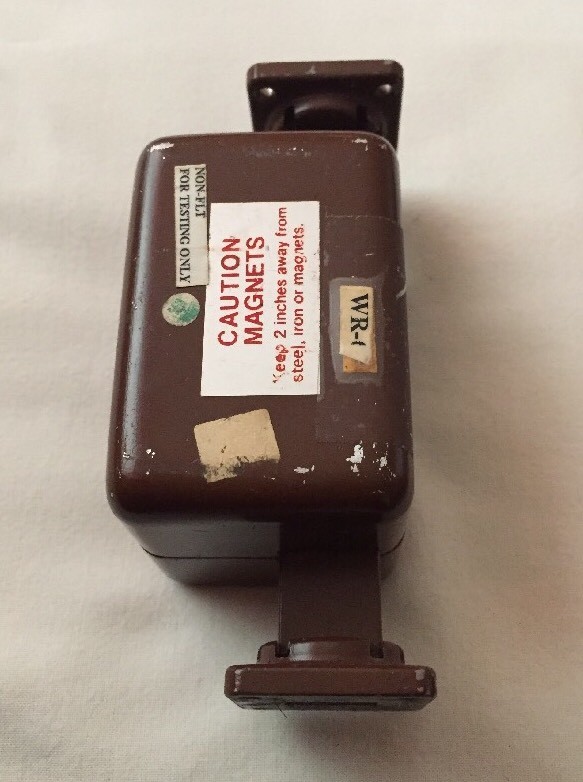 NON-FLT
FOR TESTING ONLY
CAUTION
MAGNETS
Keep 2 inches away from
steel, iron or magnets.
WR-